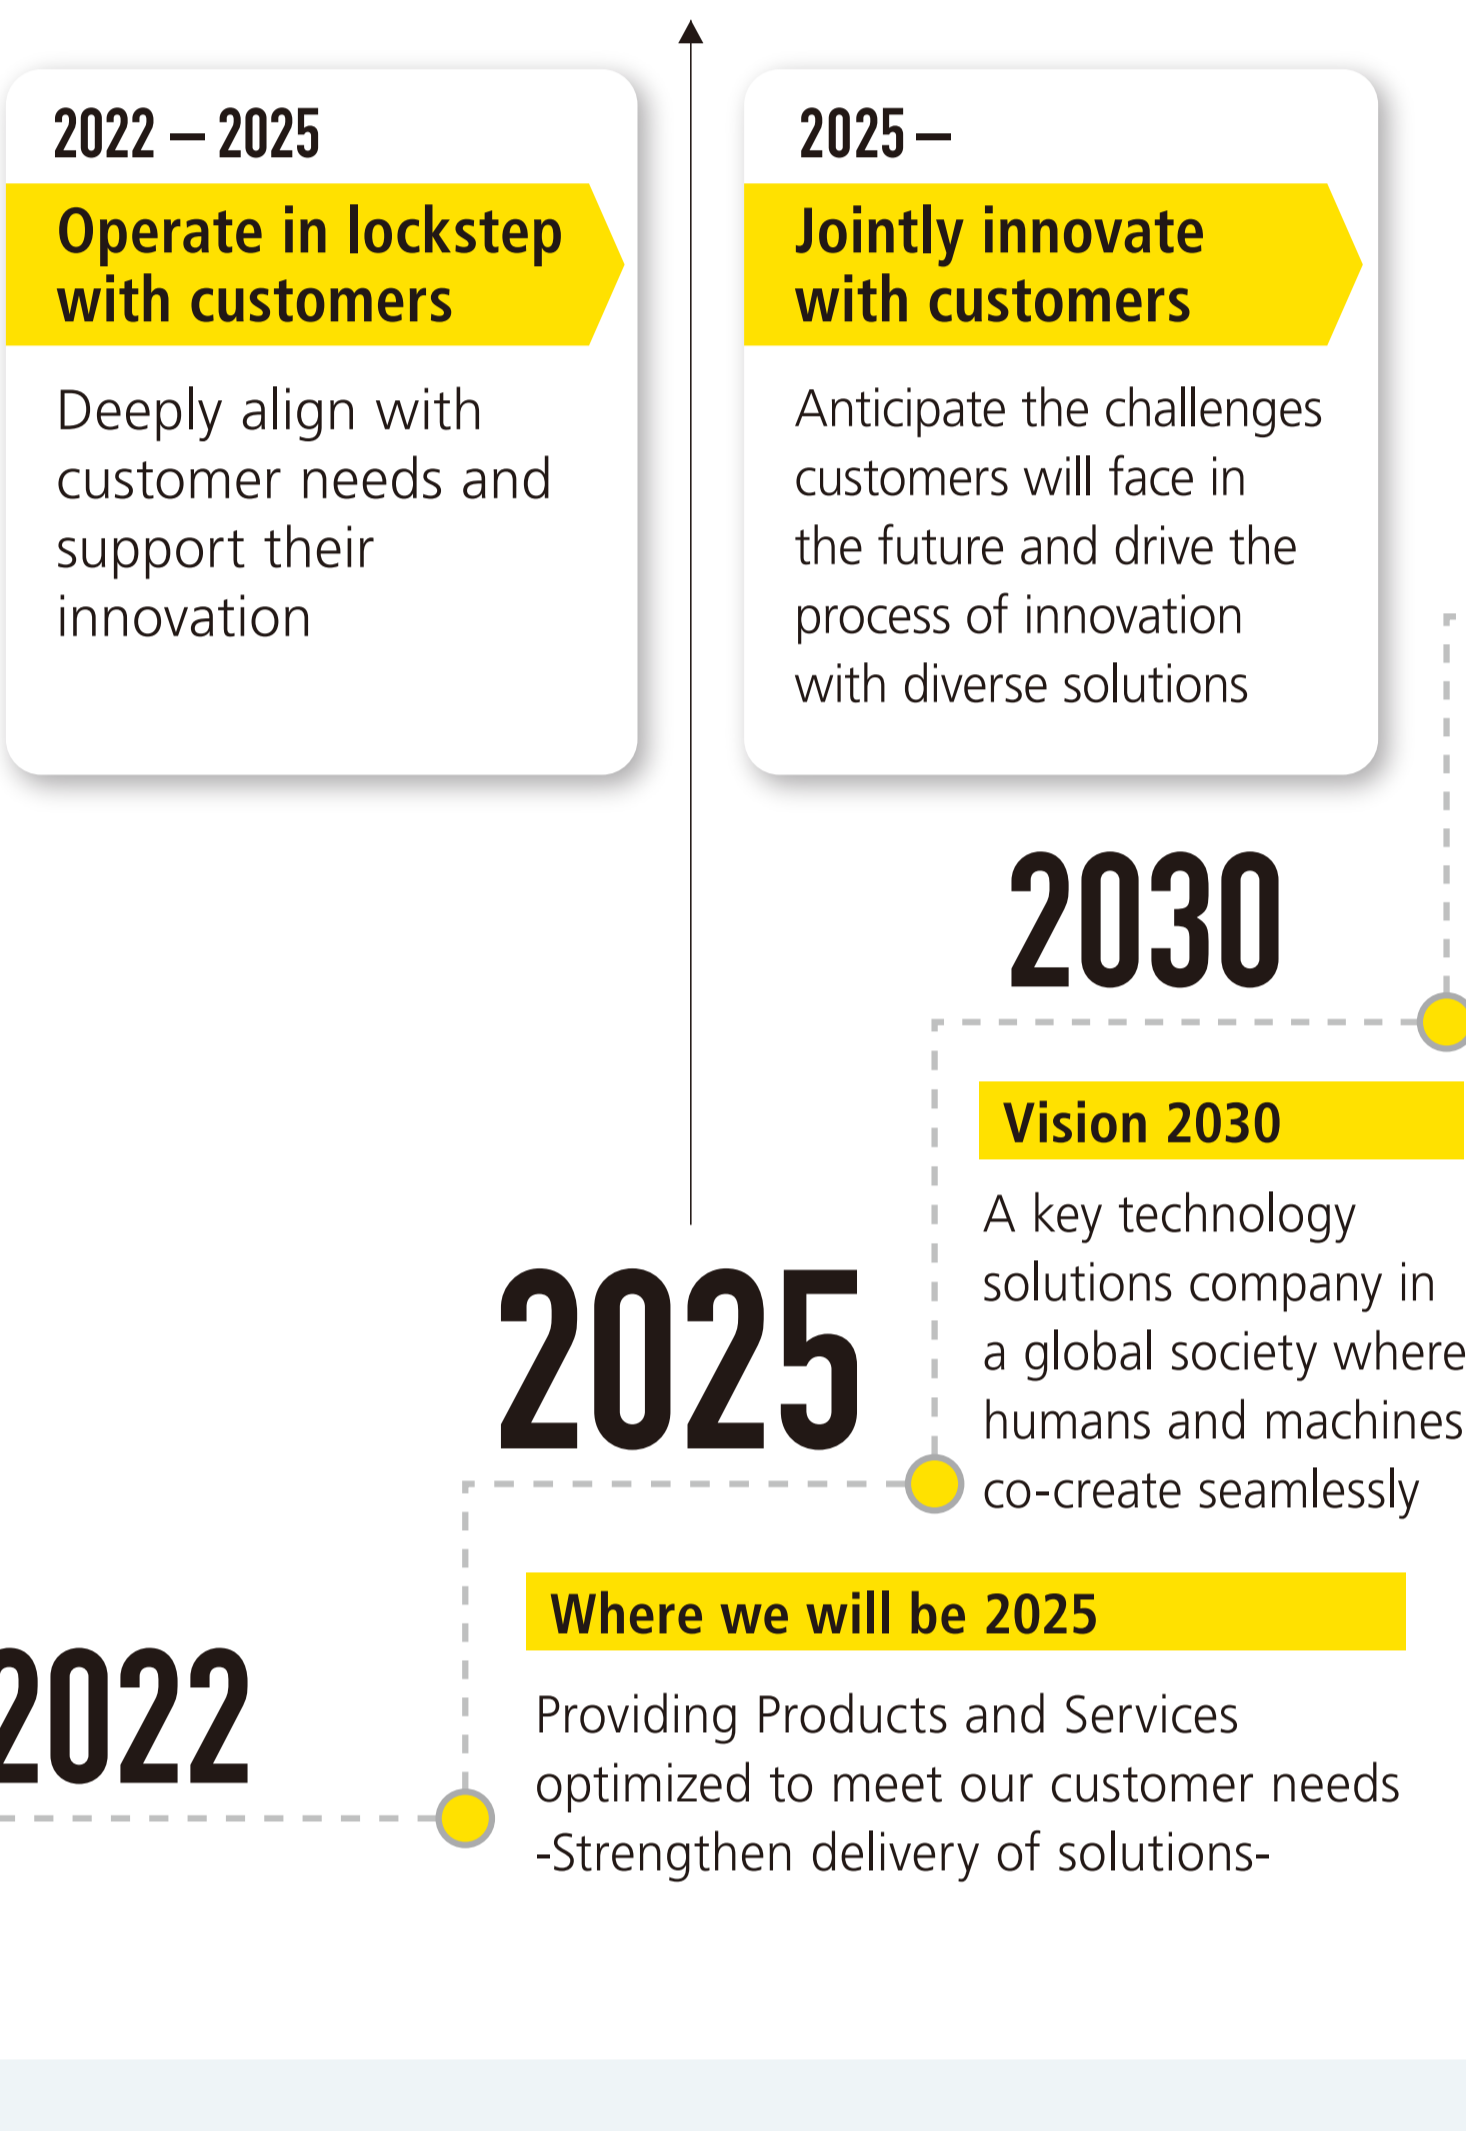 2022 – 2025
Operate in lockstep
with customers
Deeply align with
customer needs and
support their
innovation
2025 –
Jointly innovate
with customers
Anticipate the challenges
customers will face in
the future and drive the
process of innovation
with diverse solutions
2030
Vision 2030
A key technology
solutions company in
a global society where
humans and machines
co-create seamlessly
2025
Where we will be 2025
Providing Products and Services
optimized to meet our customer needs
-Strengthen delivery of solutions-
2022